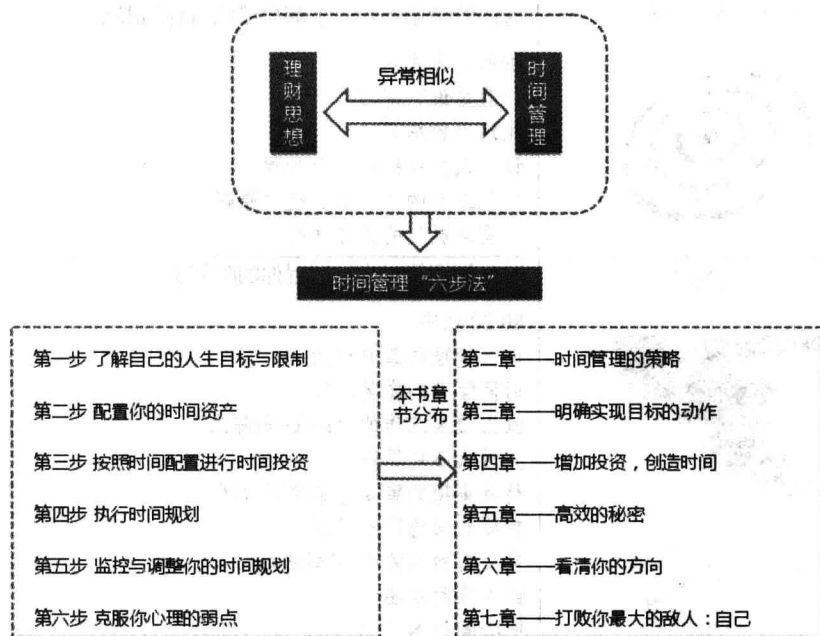 理财思想
异常相似
时间管理
时间管理“六步法”
第一步 了解自己的人生目标与限制
第二步 配置你的时间资产
第三步 按照时间配置进行时间投资
第四步 执行时间规划
第五步 监控与调整你的时间规划
第六步 克服你心理的弱点
本书章
节分布
第二章——时间管理的策略
第三章——明确实现目标的动作
第四章——增加投资，创造时间
第五章——高效的秘密
第六章——看清你的方向
第七章——打败你最大的敌人：自己